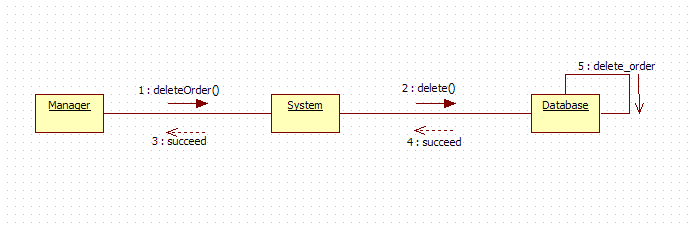 5 : delete_order
1 : deleteOrder()
2 : delete()
Manager
System
Database
3 : succeed
4 : succeed